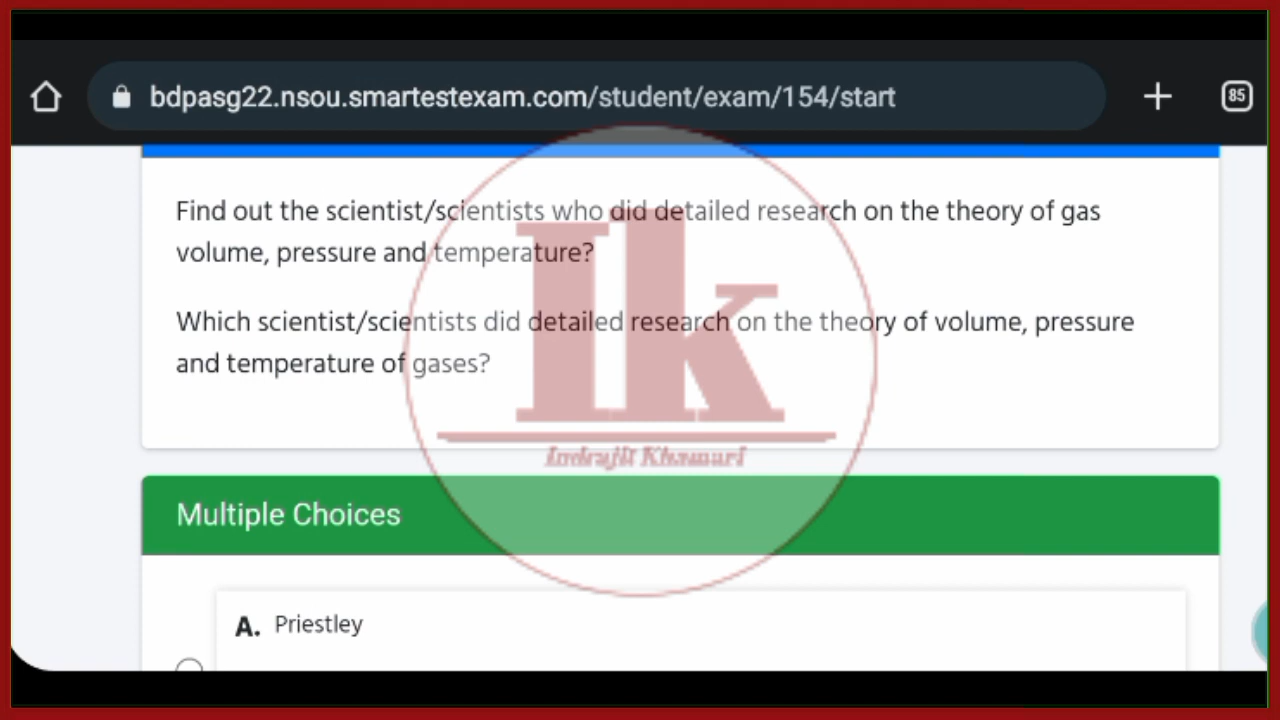 bdpasg22.nsou.smartestexam.com/student/exam/154/start
85
Find out the scientist/scientists who did detailed research on the theory of gas
volume, pressure and temperature?
Which scientist/scientists did detailed research on the theory of volume, pressure
and temperature of gases?
Ik
Indrajit Khamari
Multiple Choices
A. Priestley